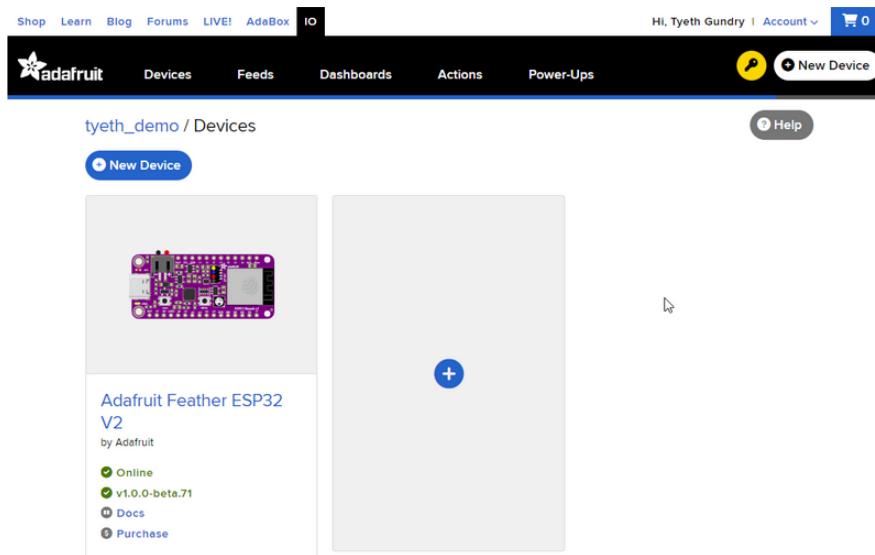 Shop Learn Blog Forums LIVE! AdaBox IO Hi, Tyeth Gundry | Account 0
adafruit Devices Feeds Dashboards Actions Power-Ups New Device
tyeth_demo / Devices Help
New Device
Adafruit Feather ESP32
V2
by Adafruit
Online
v1.0.0-beta.71
Docs
Purchase